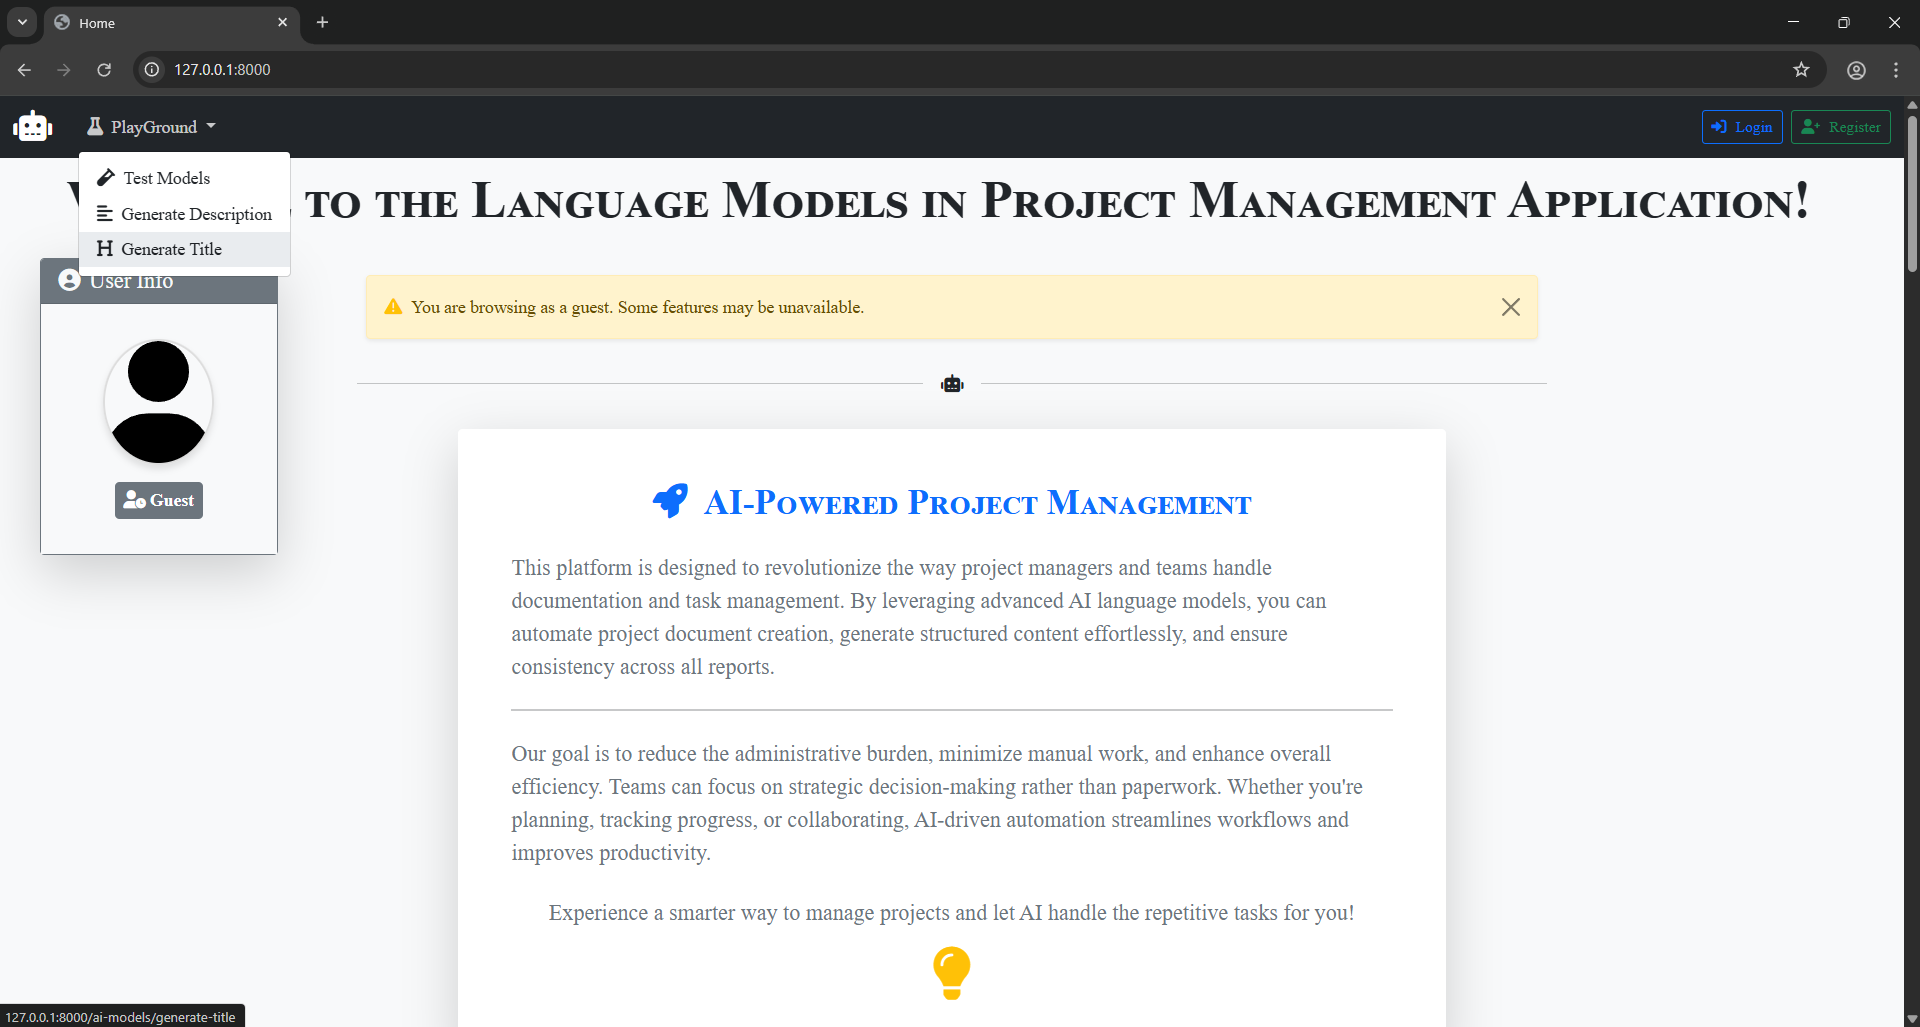 Home
127.0.0.1:8000
PlayGround
Login
Register
Test Models
Generate Description
Generate Title
to the Language Models in Project Management Application!
User Info
You are browsing as a guest. Some features may be unavailable.
Guest
AI-Powered Project Management
This platform is designed to revolutionize the way project managers and teams handle
documentation and task management. By leveraging advanced AI language models, you can
automate project document creation, generate structured content effortlessly, and ensure
consistency across all reports.
Our goal is to reduce the administrative burden, minimize manual work, and enhance overall
efficiency. Teams can focus on strategic decision-making rather than paperwork. Whether you're
planning, tracking progress, or collaborating, AI-driven automation streamlines workflows and
improves productivity.
Experience a smarter way to manage projects and let AI handle the repetitive tasks for you!
127.0.0.1:8000/ai-models/generate-title